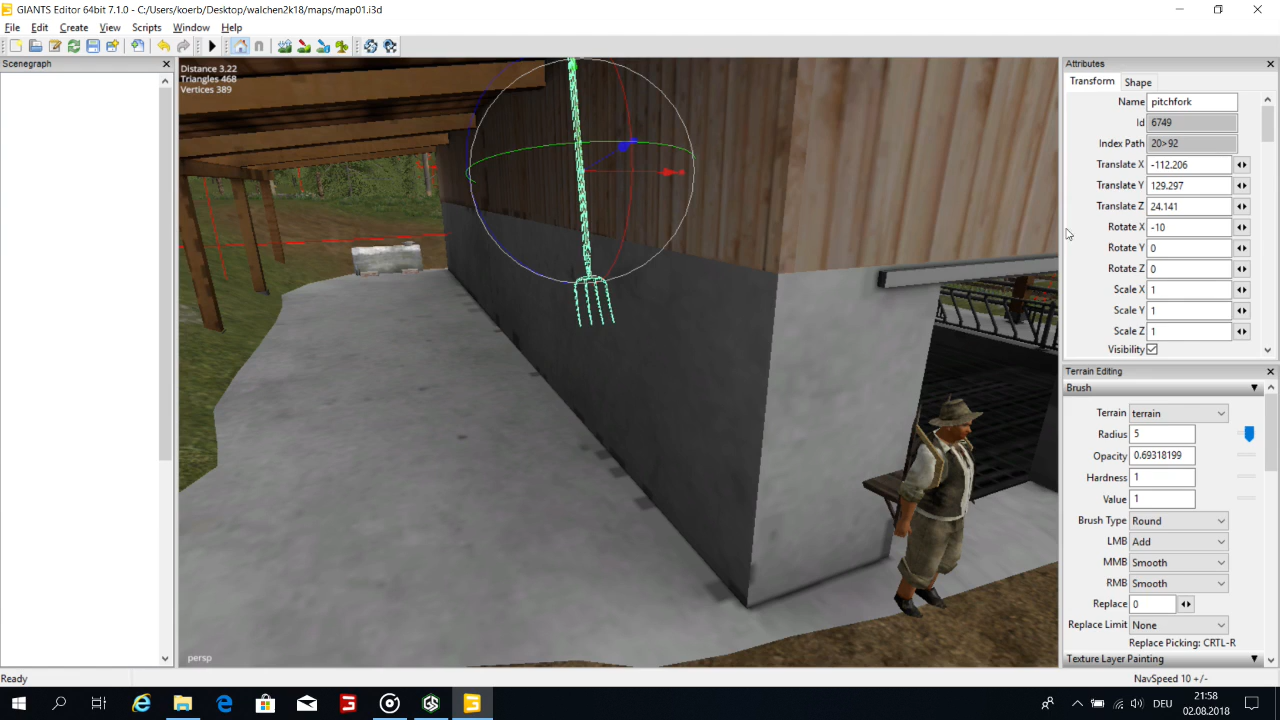 GIANTS Editor 64bit 7.1.0 - C:/Users/koerb/Desktop/walchen2k18/maps/map01.i3d
File Edit Create View Scripts Window Help
Scenegraph
Distance 3.22
Triangles 468
Vertices 389
persp
Attributes
Transform Shape
Name pitchfork
Id 6749
Index Path 20>92
Translate X -112.206
Translate Y 129.297
Translate Z 24.141
Rotate X -10
Rotate Y 0
Rotate Z 0
Scale X 1
Scale Y 1
Scale Z 1
Visibility
Terrain Editing
Brush
Terrain terrain
Radius 5
Opacity 0.69318199
Hardness 1
Value 1
Brush Type Round
LMB Add
MMB Smooth
RMB Smooth
Replace 0
Replace Limit None
Replace Picking: CRTL-R
Texture Layer Painting
Ready
NavSpeed 10 +/-
DEU
21:58
02.08.2018